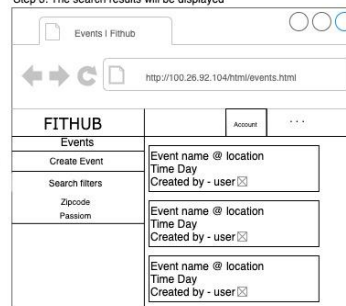 Step 3: The search results will be displayed
Events | Fithub
http://100.26.92.104/html/events.html
FITHUB
Account
...
Events
Create Event
Search filters
Zipcode
Passiom
Event name @ location
Time Day
Created by - user
Event name @ location
Time Day
Created by - user
Event name @ location
Time Day
Created by - user